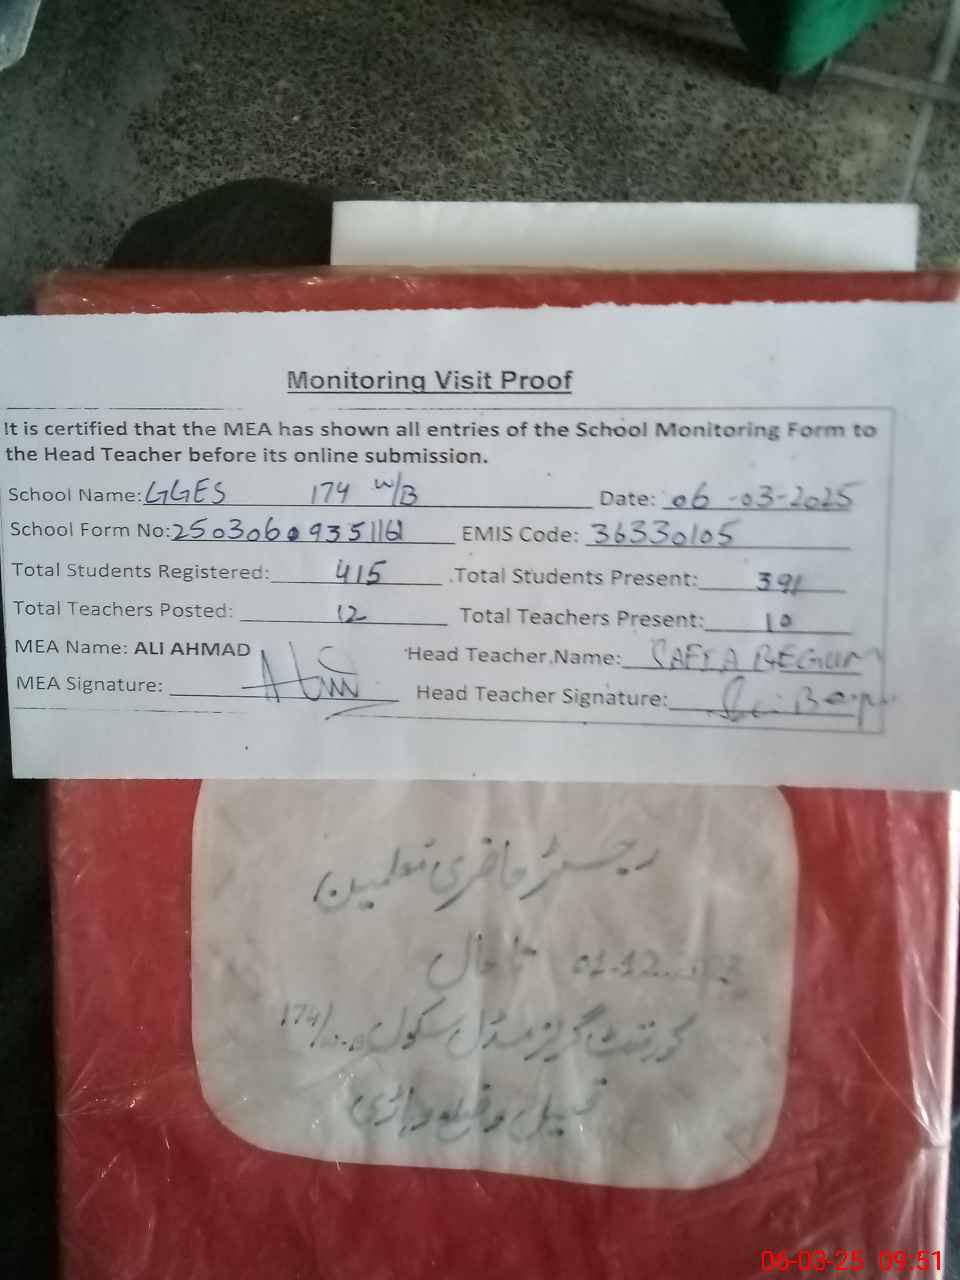 Monitoring Visit Proof
It is certified that the MEA has shown all entries of the School Monitoring Form to
the Head Teacher before its online submission.
School Name: GGES 174 W/B Date: 06-03-2025
School Form No: EMIS Code: 36330105
Total Students Registered: 415 Total Students Present: 391
Total Teachers Posted: 12 Total Teachers Present: 10
MEA Name: ALI AHMAD Head Teacher Name: SAFIA BEGUM
MEA Signature: Head Teacher Signature:
رجسٹر حاضری معلمین
تا حال
گورنمنٹ گرلز مڈل سکول 174/
تحصیل و ضلع وہاڑی
06-03-25 09:51